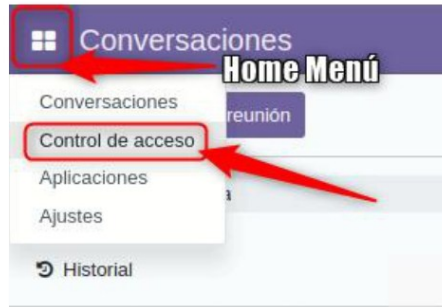 Conversaciones
Home Menú
Conversaciones
reunión
Control de acceso
Aplicaciones
a
Ajustes
Historial